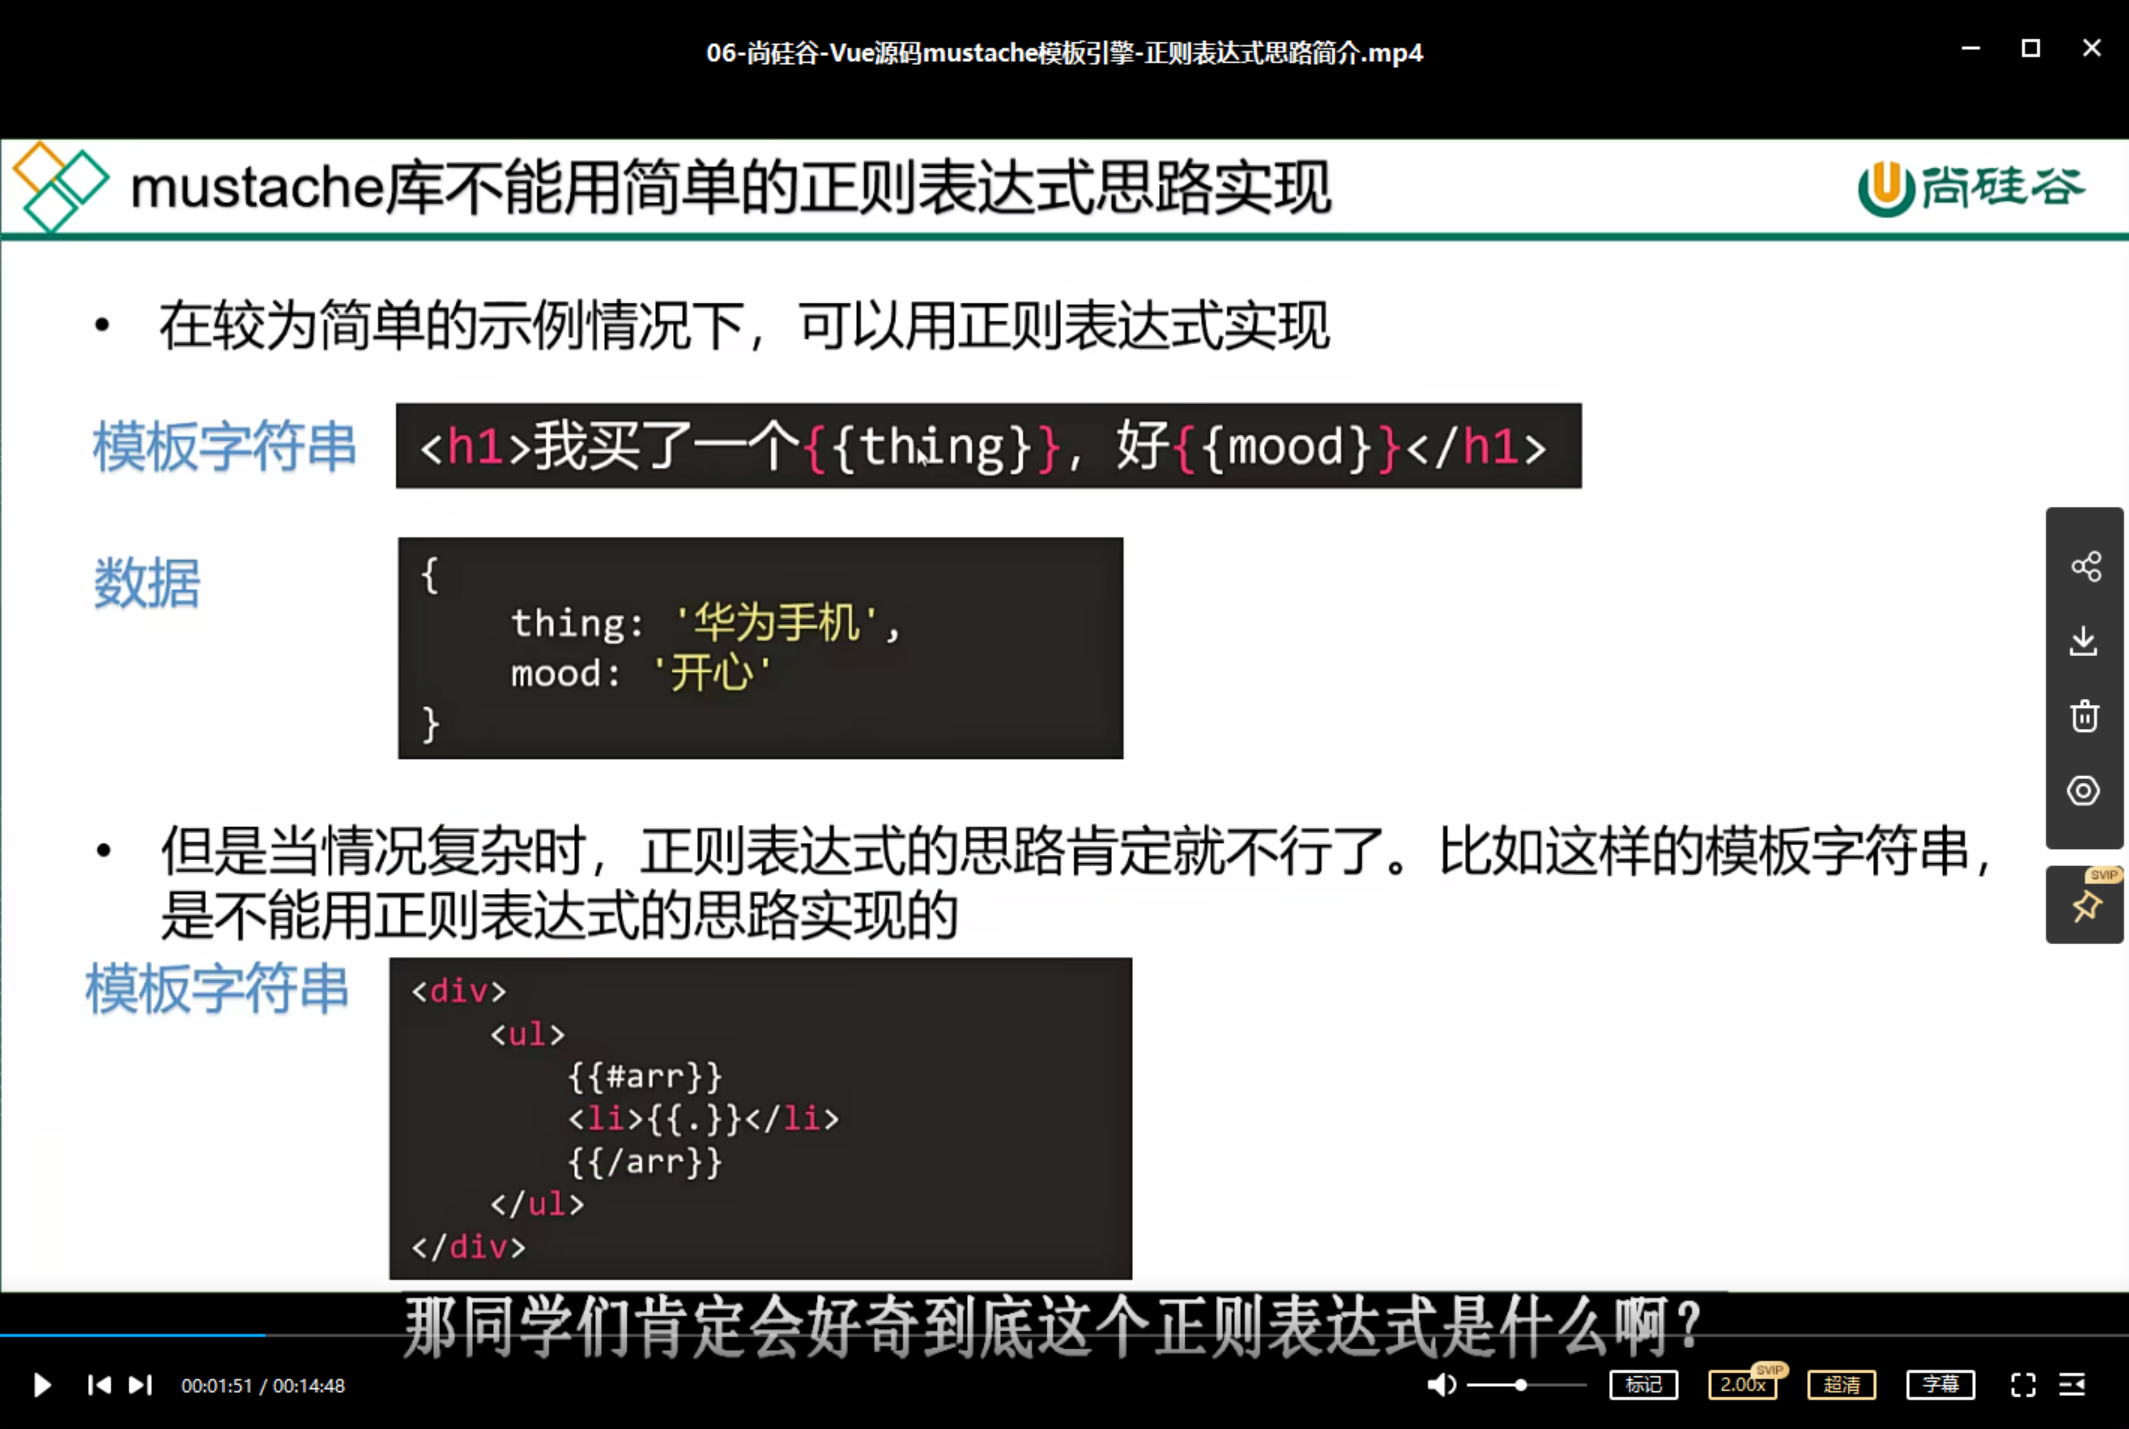 06-尚硅谷-Vue源码mustache模板引擎-正则表达式思路简介.mp4
mustache库不能用简单的正则表达式思路实现
尚硅谷
• 在较为简单的示例情况下，可以用正则表达式实现
模板字符串
<h1>我买了一个{{thing}}，好{{mood}}</h1>
数据
{
thing: '华为手机',
mood: '开心'
}
• 但是当情况复杂时，正则表达式的思路肯定就不行了。比如这样的模板字符串，
是不能用正则表达式的思路实现的
SVIP
模板字符串
<div>
<ul>
{{#arr}}
<li>{{.}}</li>
{{/arr}}
</ul>
</div>
那同学们肯定会好奇到底这个正则表达式是什么啊？
00:01:51 / 00:14:48
标记
2.00x
SVIP
超清
字幕